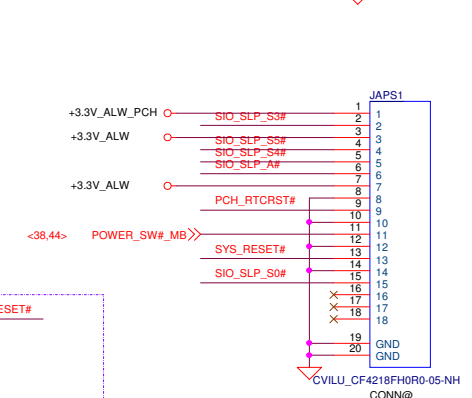 JAPS1
+3.3V_ALW_PCH 1 1
SIO_SLP_S3# 2 2
+3.3V_ALW 3 3
SIO_SLP_S5# 4 4
SIO_SLP_S4# 5 5
SIO_SLP_A# 6 6
+3.3V_ALW 7 7
8 8
PCH_RTCRST# 9 9
10 10
<38,44> POWER_SW#_MB 11 11
12 12
SYS_RESET# 13 13
14 14
SIO_SLP_S0# 15 15
16 16
17 17
ESET# 18 18
19 GND
20 GND
CVILU_CF4218FH0R0-05-NH
CONN@